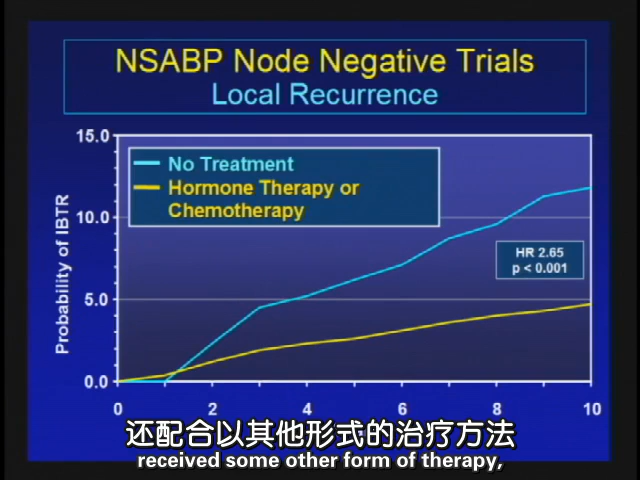 NSABP Node Negative Trials
Local Recurrence
15.0
10.0
5.0
0.0
Probability of IBTR
No Treatment
Hormone Therapy or
Chemotherapy
HR 2.65
p < 0.001
0 2 4 6 8 10
还配合以其他形式的治疗方法
received some other form of therapy,